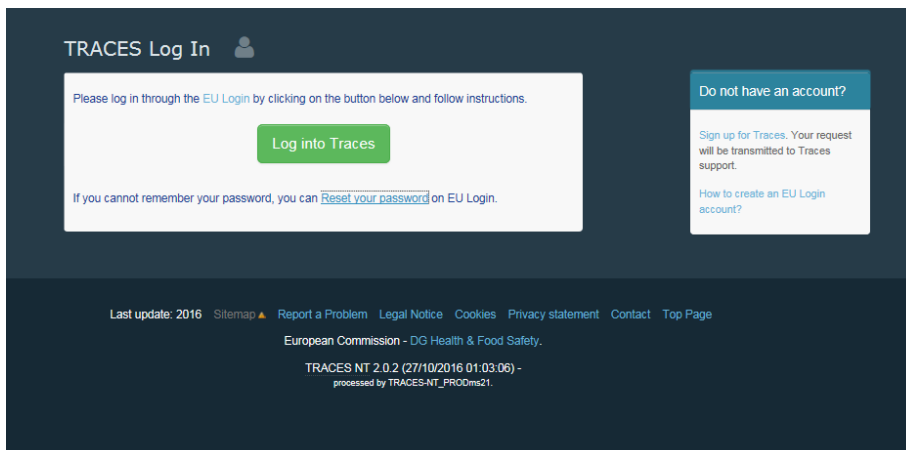 TRACES Log In
Please log in through the EU Login by clicking on the button below and follow instructions.
Log into Traces
If you cannot remember your password, you can Reset your password on EU Login.
Do not have an account?
Sign up for Traces. Your request
will be transmitted to Traces
support.
How to create an EU Login
account?
Last update: 2016 Sitemap Report a Problem Legal Notice Cookies Privacy statement Contact Top Page
European Commission - DG Health & Food Safety.
TRACES NT 2.0.2 (27/10/2016 01:03:06) -
processed by TRACES-NT_PRODms21.